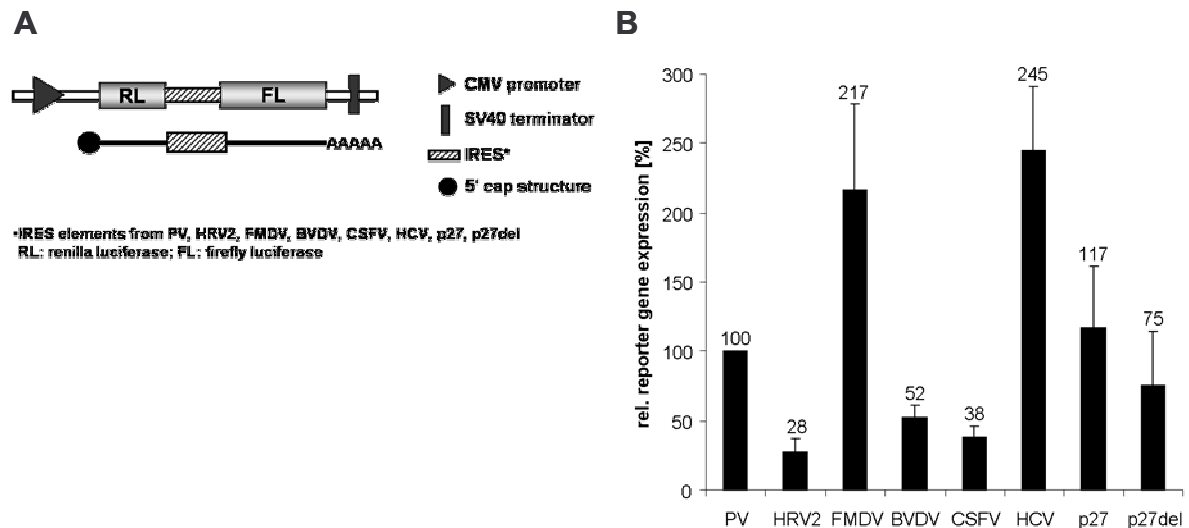 A
RL
FL
AAAAA
CMV promoter
SV40 terminator
IRES*
5' cap structure
*IRES elements from PV, HRV2, FMDV, BVDV, CSFV, HCV, p27, p27del
RL: renilla luciferase; FL: firefly luciferase
B
rel. reporter gene expression [%]
300
250
200
150
100
50
0
100
28
217
52
38
245
117
75
PV HRV2 FMDV BVDV CSFV HCV p27 p27del